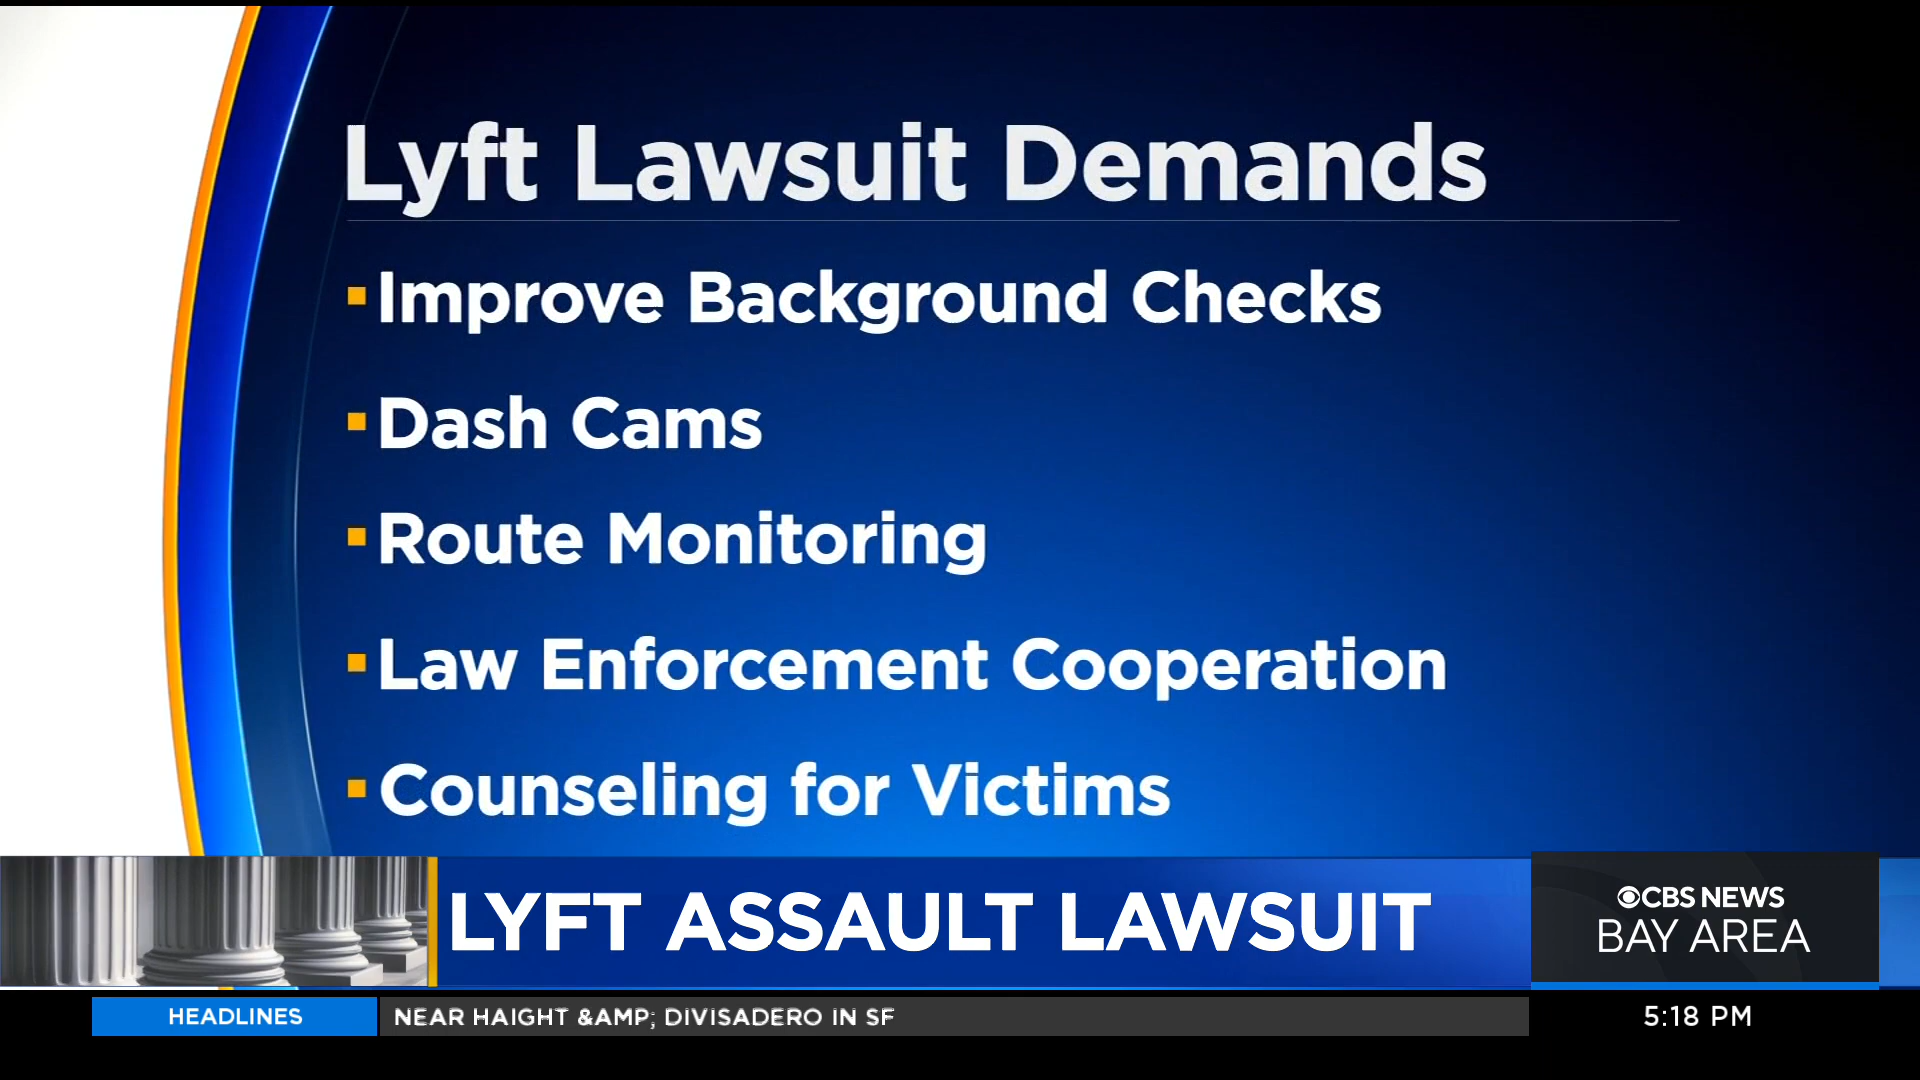 Lyft Lawsuit Demands
Improve Background Checks
Dash Cams
Route Monitoring
Law Enforcement Cooperation
Counseling for Victims
LYFT ASSAULT LAWSUIT
CBS NEWS
BAY AREA
HEADLINES
NEAR HAIGHT &AMP; DIVISADERO IN SF
5:18 PM